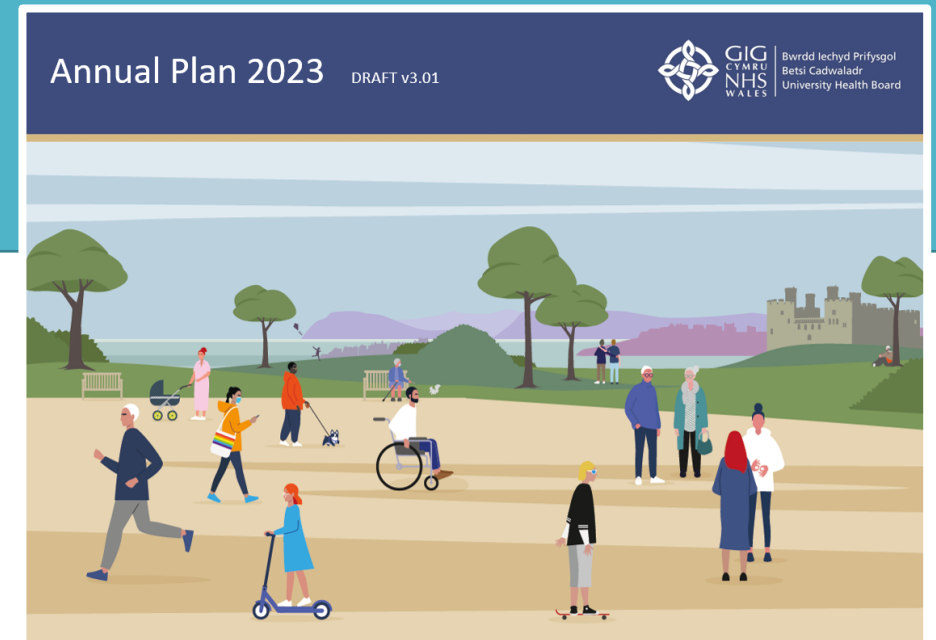 Annual Plan 2023 DRAFT v3.01
GIG
CYMRU
NHS
WALES
Bwrdd Iechyd Prifysgol
Betsi Cadwaladr
University Health Board